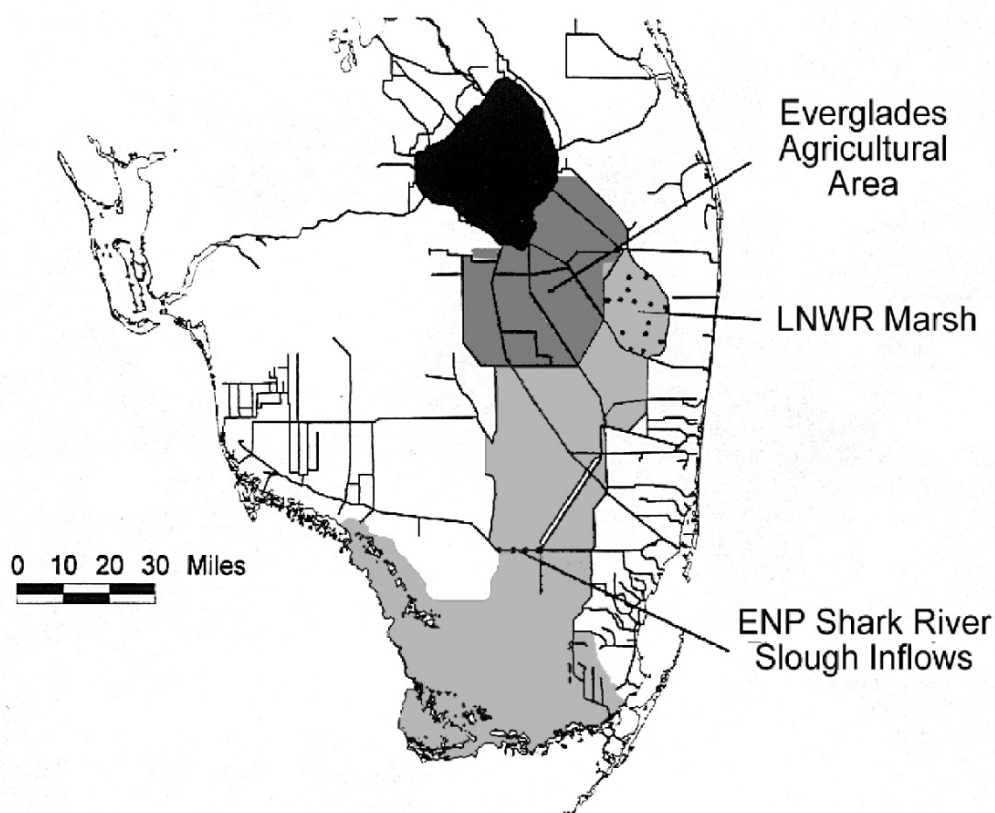 Everglades
Agricultural
Area
LNWR Marsh
0 10 20 30 Miles
ENP Shark River
Slough Inflows